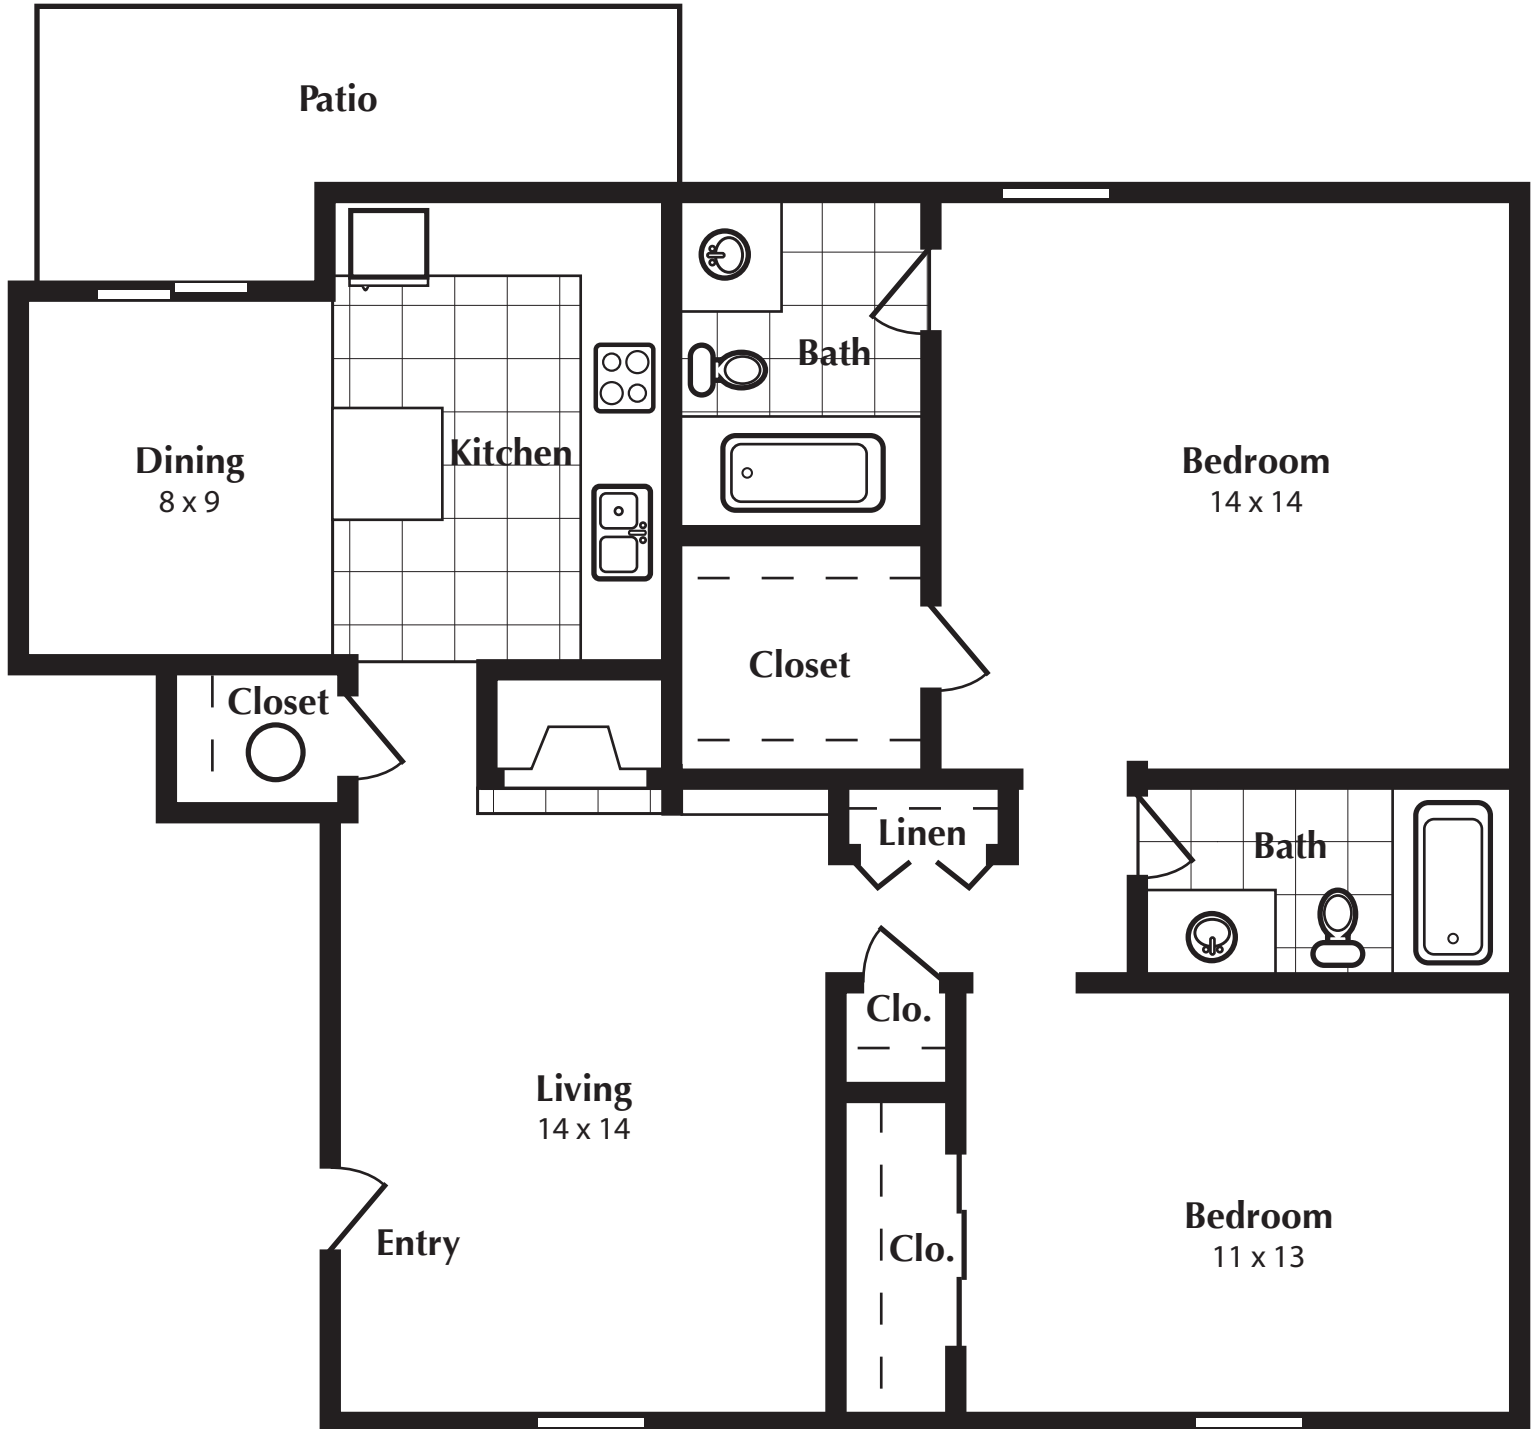 Patio
Bath
Dining
8 x 9
Kitchen
Bedroom
14 x 14
Closet
Closet
Linen
Bath
Clo.
Living
14 x 14
Entry
Clo.
Bedroom
11 x 13